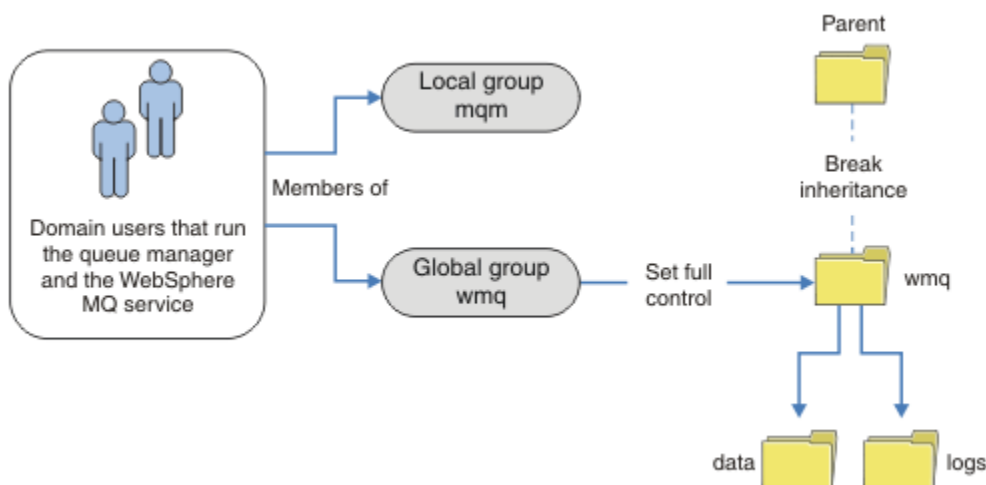 Parent
Local group
mqm
Members of
Break
inheritance
Domain users that run
the queue manager
and the WebSphere
MQ service
Global group
wmq
Set full
control
wmq
data
logs